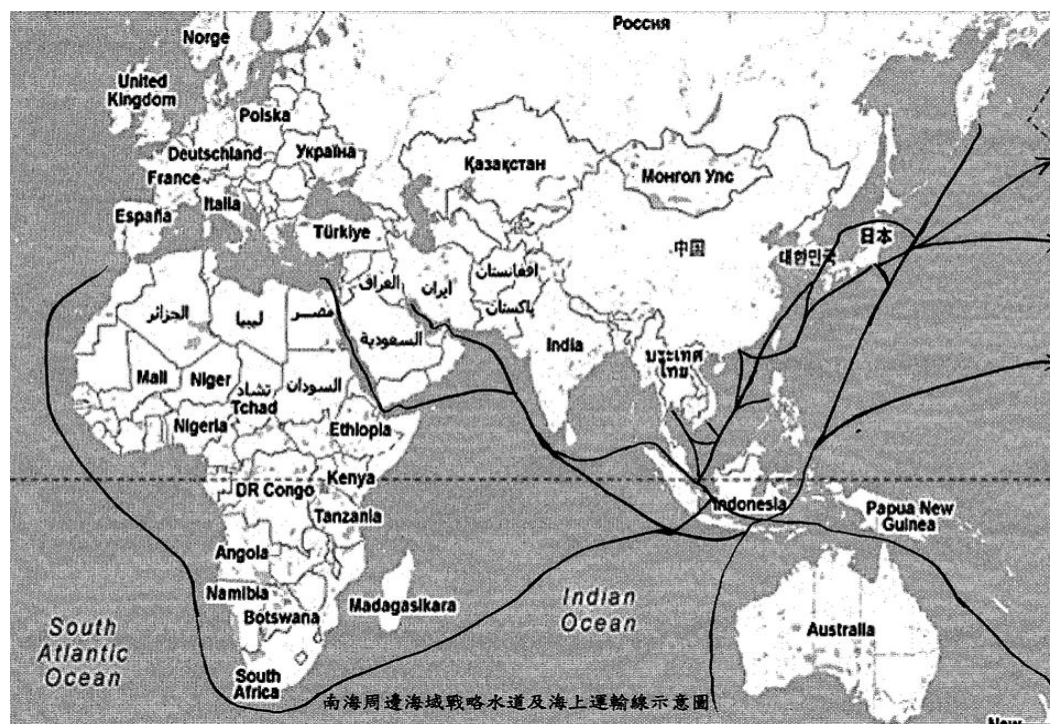 Norge
Россия
United
Kingdom
Polska
Deutschland
Україна
France
Қазақстан
Монгол Улс
Italia
España
Türkiye
中国
日本
대한민국
افغانستان
العراق
ایران
پاکستان
الجزائر
ليبيا
مصر
السعودية
India
ประเทศ
ไทย
Mali
Niger
تشاد
Tchad
السودان
Nigeria
Ethiopia
Kenya
DR Congo
Indonesia
Tanzania
Papua New
Guinea
Angola
Namibia
Botswana
Madagasikara
Indian
Ocean
South
Atlantic
Ocean
Australia
South
Africa
南海周邊海域戰略水道及海上運輸線示意圖
New